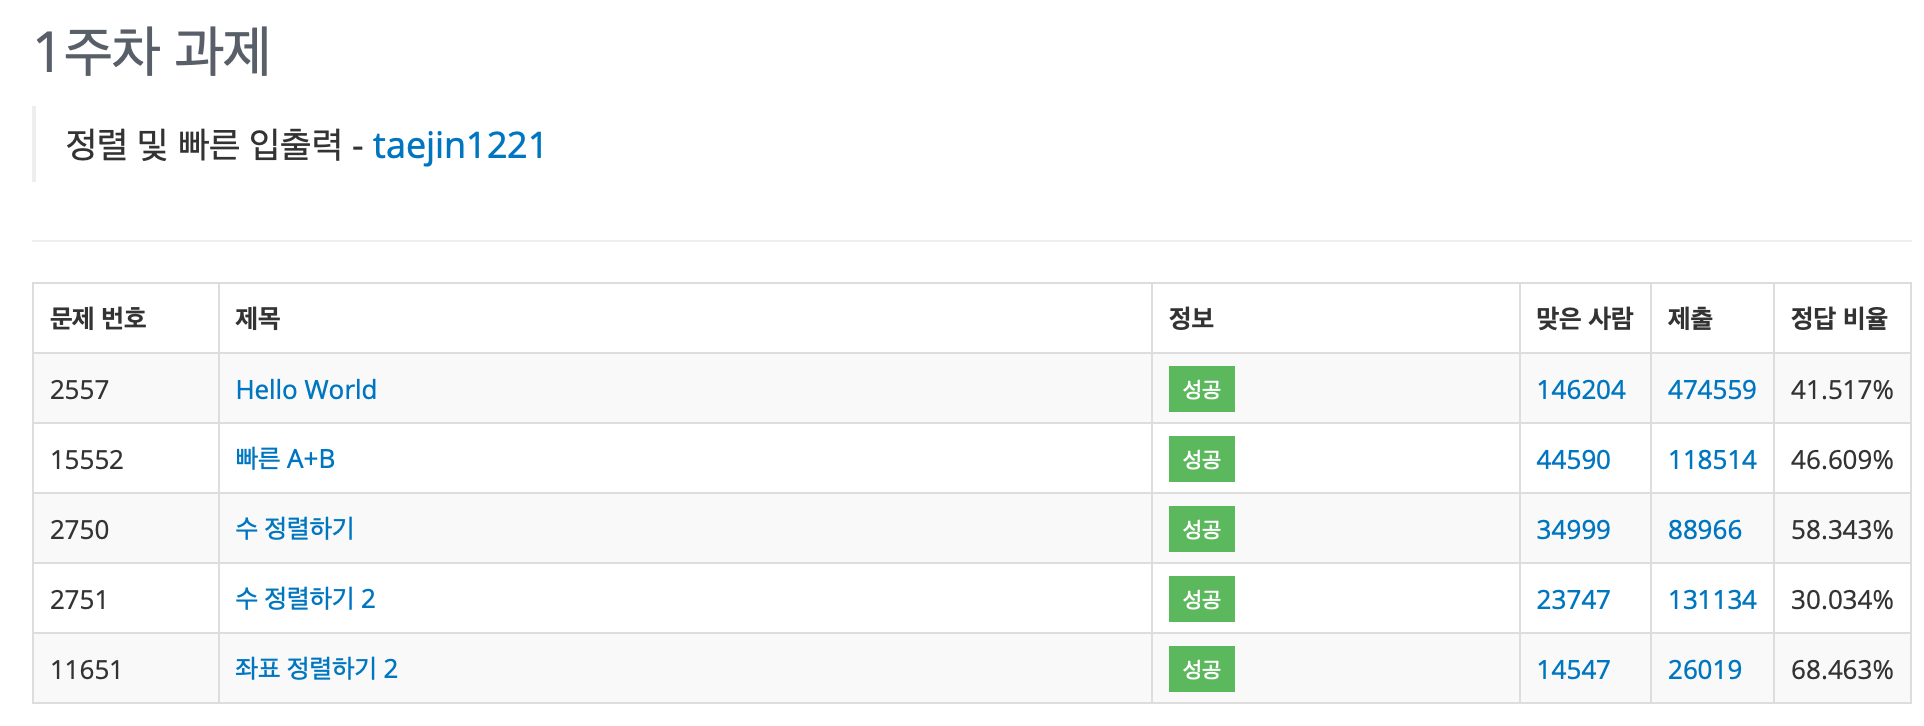 1주차 과제
정렬 및 빠른 입출력 - taejin1221
문제 번호 제목 정보 맞은 사람 제출 정답 비율
2557 Hello World 성공 146204 474559 41.517%
15552 빠른 A+B 성공 44590 118514 46.609%
2750 수 정렬하기 성공 34999 88966 58.343%
2751 수 정렬하기 2 성공 23747 131134 30.034%
11651 좌표 정렬하기 2 성공 14547 26019 68.463%